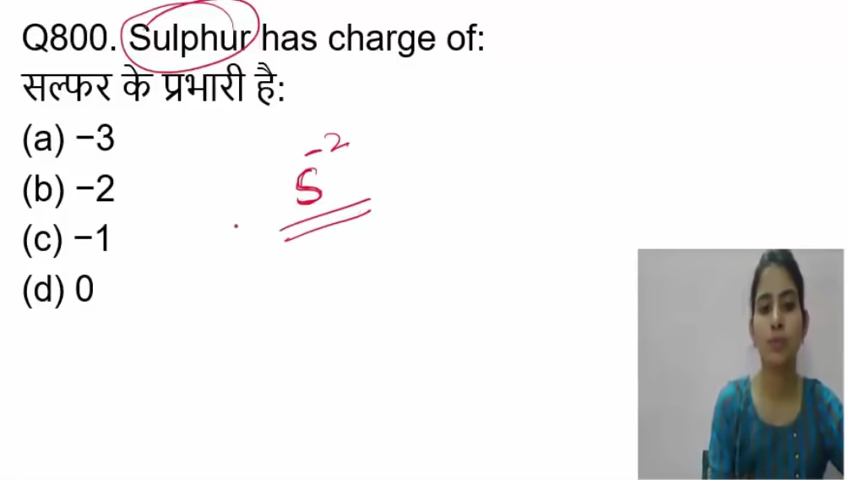 Q800. Sulphur has charge of:
सल्फर के प्रभारी है:
(a) −3
(b) −2
(c) −1
(d) 0
S⁻²